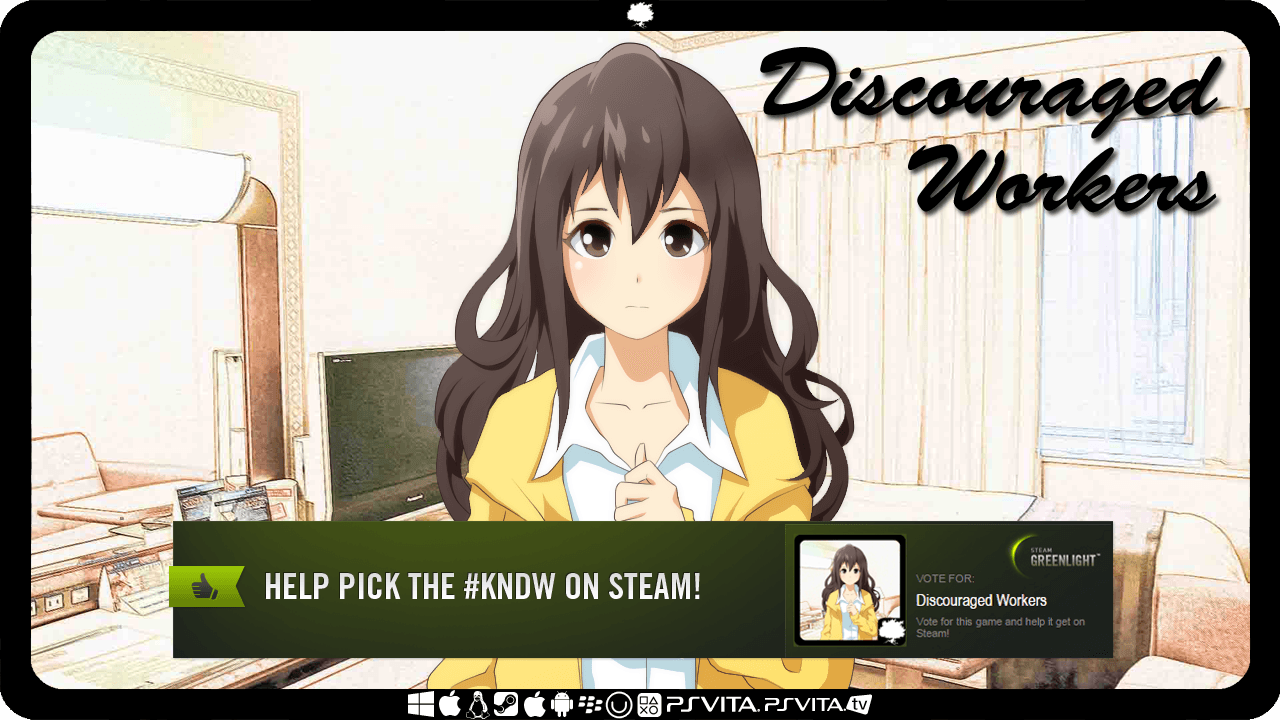 Discouraged
Workers
HELP PICK THE #KNDW ON STEAM!
STEAM
GREENLIGHT™
VOTE FOR:
Discouraged Workers
Vote for this game and help it get on
Steam!
PSVITA. PSVITA. tv